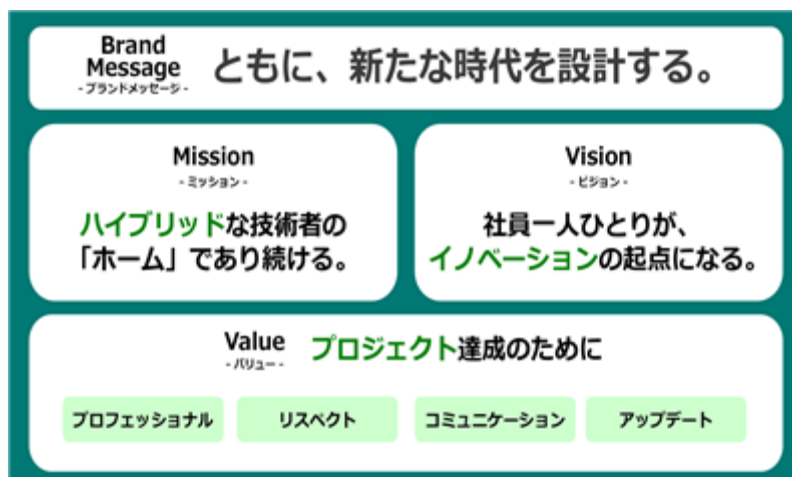 Brand
Message
- ブランドメッセージ -
ともに、新たな時代を設計する。
Mission
- ミッション -
ハイブリッドな技術者の
「ホーム」であり続ける。
Vision
- ビジョン -
社員一人ひとりが、
イノベーションの起点になる。
Value
- バリュー -
プロジェクト達成のために
プロフェッショナル
リスペクト
コミュニケーション
アップデート